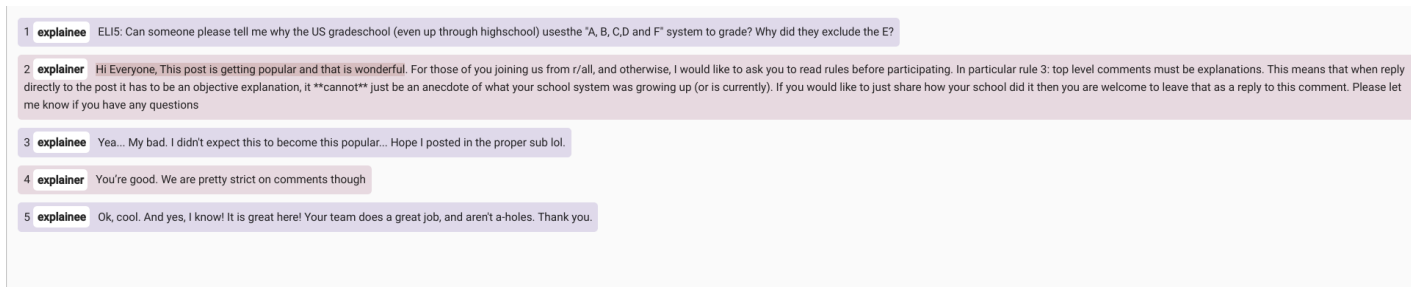 1 explainee ELI5: Can someone please tell me why the US gradeschool (even up through highschool) usesthe "A, B, C,D and F" system to grade? Why did they exclude the E?
2 explainer Hi Everyone, This post is getting popular and that is wonderful. For those of you joining us from r/all, and otherwise, I would like to ask you to read rules before participating. In particular rule 3: top level comments must be explanations. This means that when reply
directly to the post it has to be an objective explanation, it **cannot** just be an anecdote of what your school system was growing up (or is currently). If you would like to just share how your school did it then you are welcome to leave that as a reply to this comment. Please let
me know if you have any questions
3 explainee Yea... My bad. I didn't expect this to become this popular... Hope I posted in the proper sub lol.
4 explainer You're good. We are pretty strict on comments though
5 explainee Ok, cool. And yes, I know! It is great here! Your team does a great job, and aren't a-holes. Thank you.